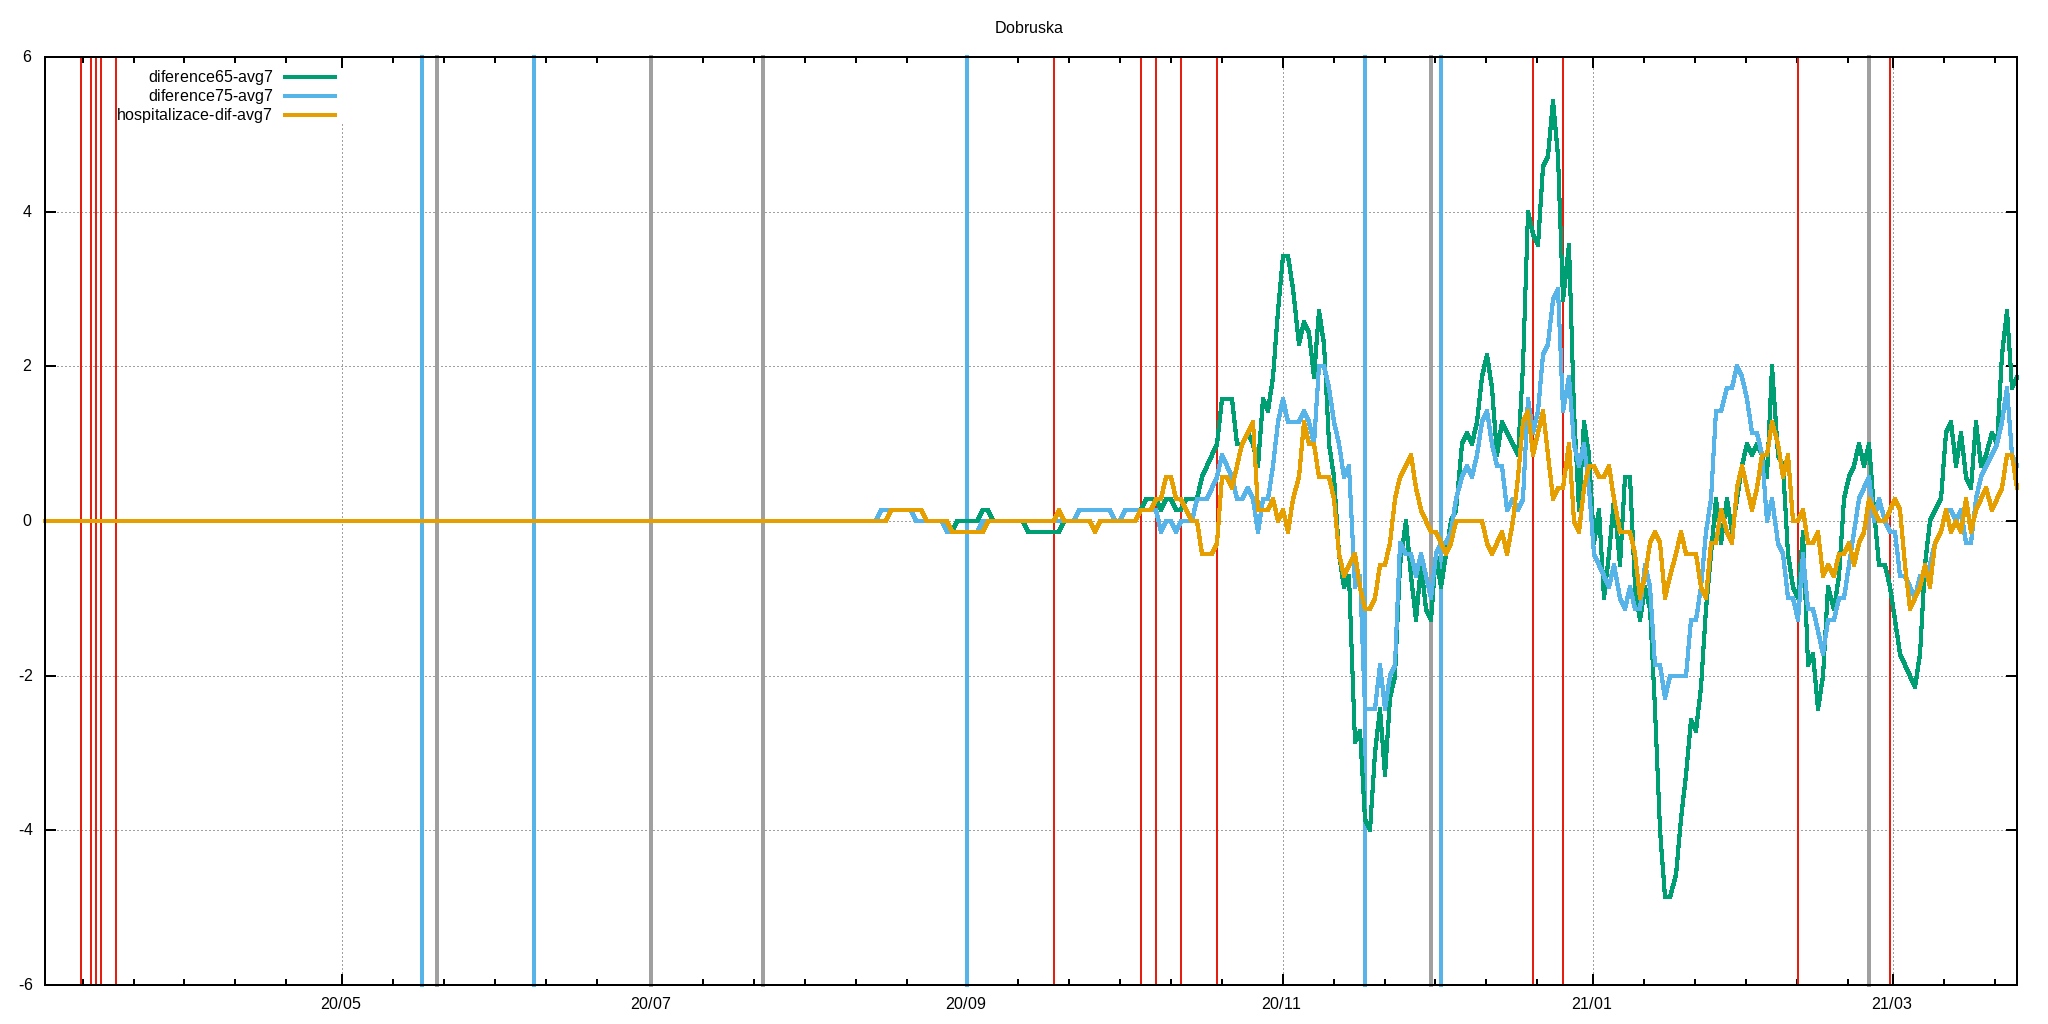 Dobruska
6
diference65-avg7
diference75-avg7
hospitalizace-dif-avg7
4
2
0
-2
-4
-6
20/05 20/07 20/09 20/11 21/01 21/03